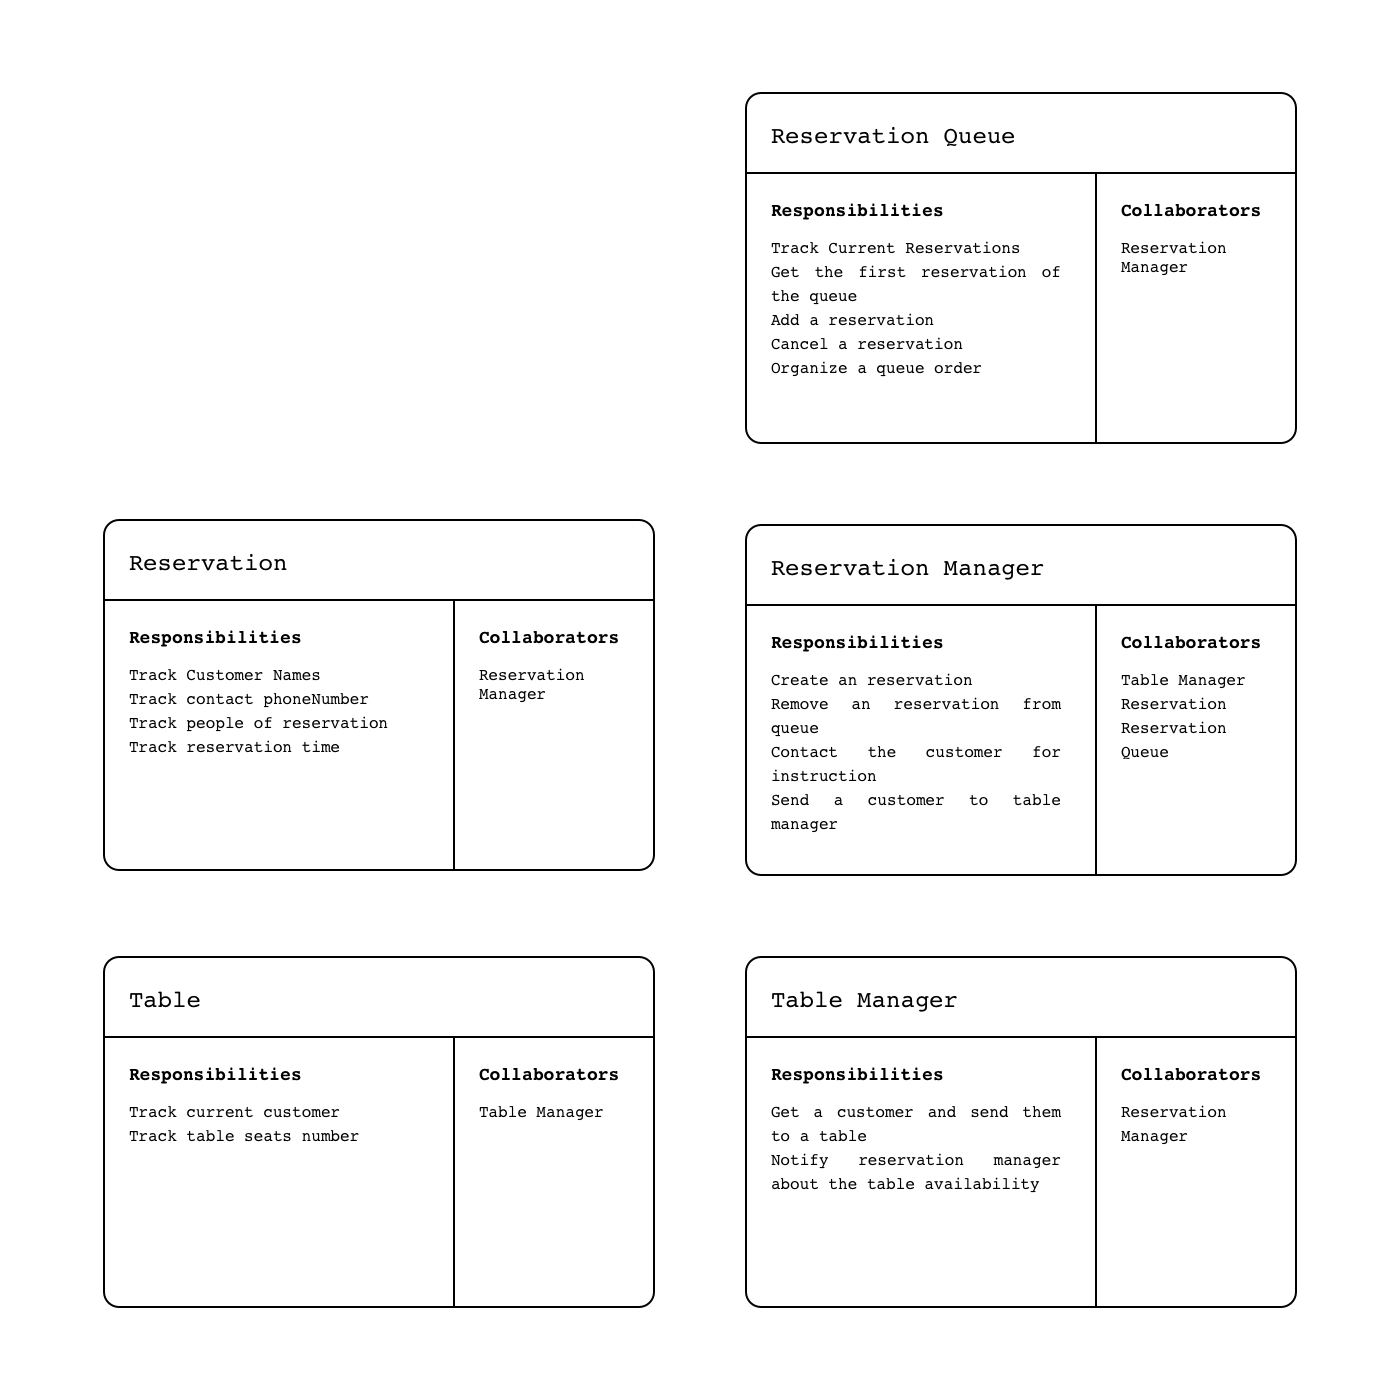 Reservation Queue
Responsibilities
Track Current Reservations
Get the first reservation of
the queue
Add a reservation
Cancel a reservation
Organize a queue order
Collaborators
Reservation
Manager
Reservation
Responsibilities
Track Customer Names
Track contact phoneNumber
Track people of reservation
Track reservation time
Collaborators
Reservation
Manager
Reservation Manager
Responsibilities
Create an reservation
Remove an reservation from
queue
Contact the customer for
instruction
Send a customer to table
manager
Collaborators
Table Manager
Reservation
Reservation
Queue
Table
Responsibilities
Track current customer
Track table seats number
Collaborators
Table Manager
Table Manager
Responsibilities
Get a customer and send them
to a table
Notify reservation manager
about the table availability
Collaborators
Reservation
Manager